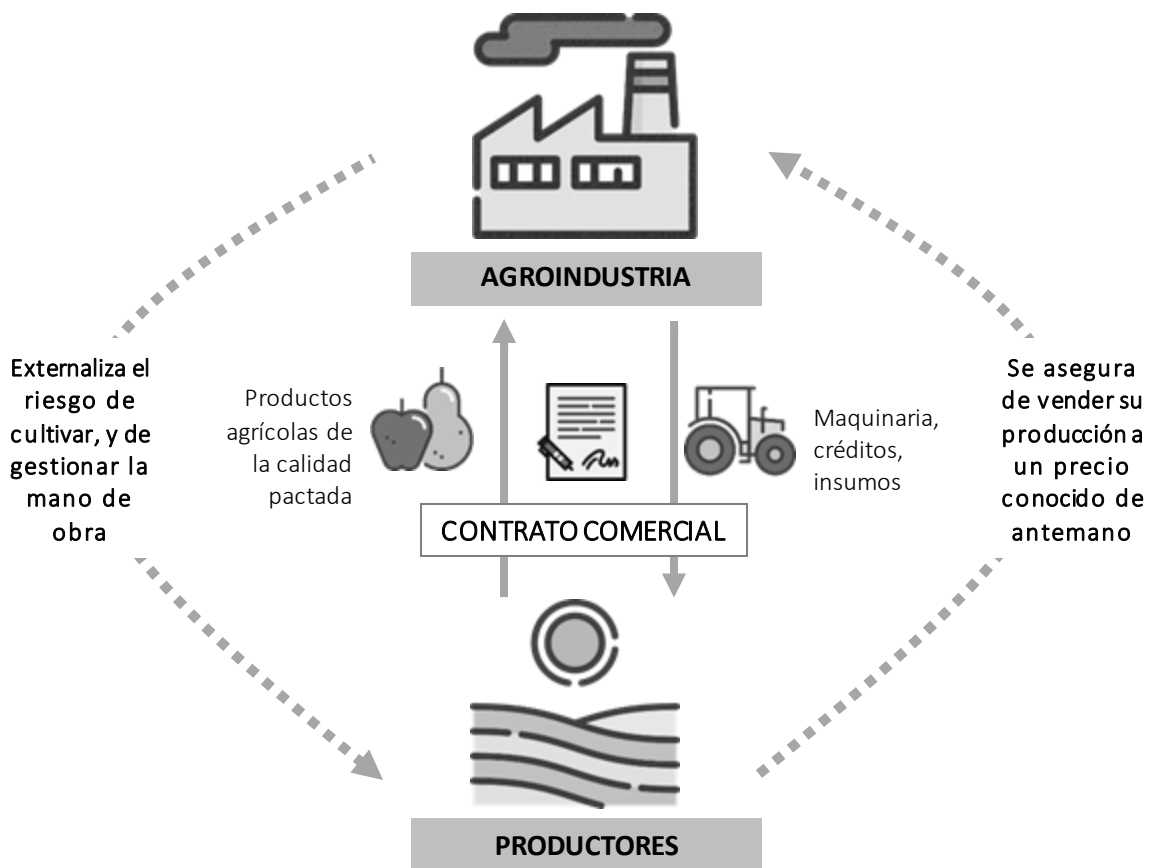 AGROINDUSTRIA
Externaliza el
riesgo de
cultivar, y de
gestionar la
mano de
obra
Productos
agrícolas de
la calidad
pactada
Maquinaria,
créditos,
insumos
Se asegura
de vender su
producción a
un precio
conocido de
antemano
CONTRATO COMERCIAL
PRODUCTORES